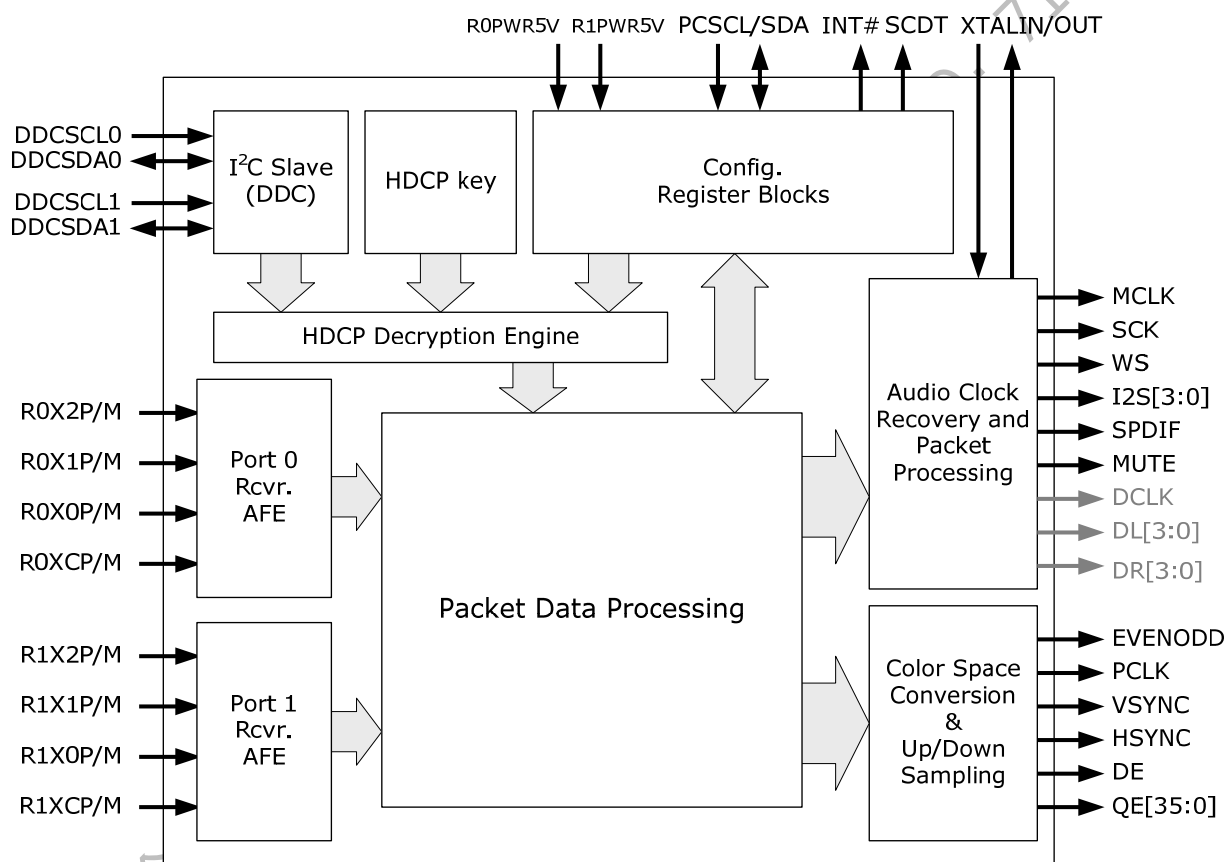 R0PWR5V R1PWR5V PCSCL/SDA INT# SCDT XTALIN/OUT
DDCSCL0
DDCSDA0
DDCSCL1
DDCSDA1
I²C Slave
(DDC)
HDCP key
Config.
Register Blocks
HDCP Decryption Engine
R0X2P/M
R0X1P/M
R0X0P/M
R0XCP/M
Port 0
Rcvr.
AFE
R1X2P/M
R1X1P/M
R1X0P/M
R1XCP/M
Port 1
Rcvr.
AFE
Packet Data Processing
Audio Clock
Recovery and
Packet
Processing
MCLK
SCK
WS
I2S[3:0]
SPDIF
MUTE
DCLK
DL[3:0]
DR[3:0]
Color Space
Conversion
&
Up/Down
Sampling
EVENODD
PCLK
VSYNC
HSYNC
DE
QE[35:0]